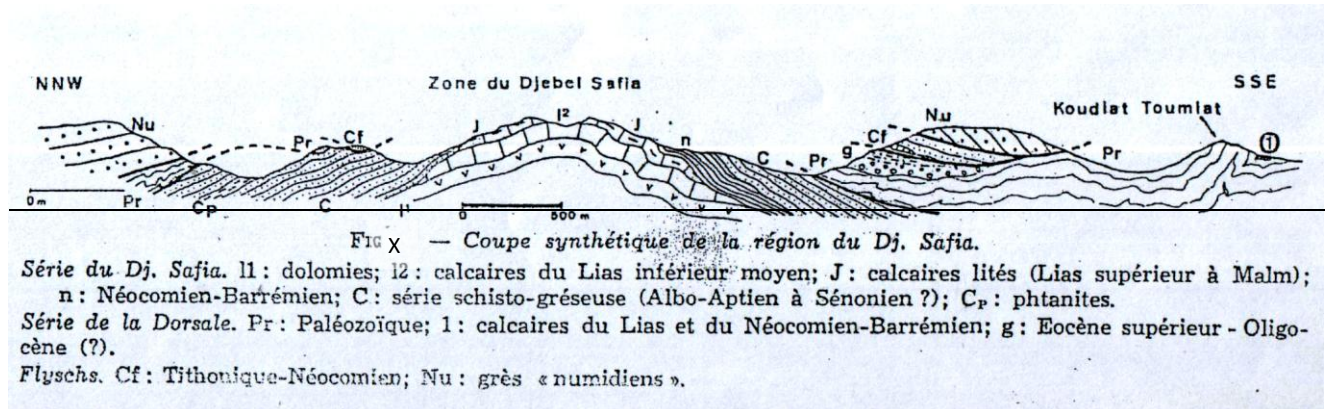 NNW Zone du Djebel Safia SSE
Koudiat Toumiat
Nu Pr Cf J l2 J n C Pr g Cf Nu Pr 1
0m Pr Cp C l1 0 500 m
FIG X — Coupe synthétique de la région du Dj. Safia.
Série du Dj. Safia. l1 : dolomies; l2 : calcaires du Lias inférieur moyen; J : calcaires lités (Lias supérieur à Malm);
n : Néocomien-Barrémien; C : série schisto-gréseuse (Albo-Aptien à Sénonien ?); CP : phtanites.
Série de la Dorsale. Pr : Paléozoïque; 1 : calcaires du Lias et du Néocomien-Barrémien; g : Eocène supérieur - Oligo-
cène (?).
Flyschs. Cf : Tithonique-Néocomien; Nu : grès « numidiens ».